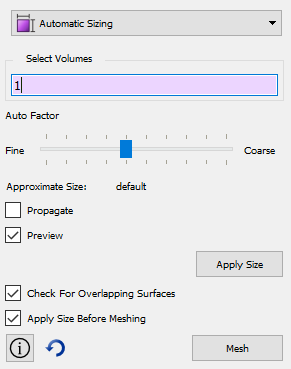 Automatic Sizing
Select Volumes
1
Auto Factor
Fine Coarse
Approximate Size: default
Propagate
Preview
Apply Size
Check For Overlapping Surfaces
Apply Size Before Meshing
Mesh